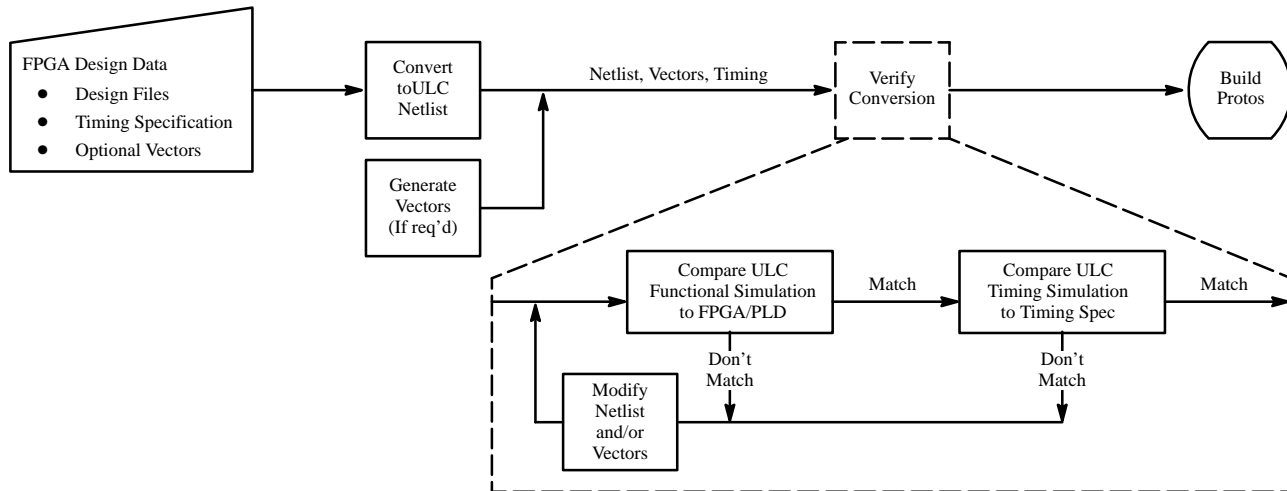 FPGA Design Data
● Design Files
● Timing Specification
● Optional Vectors
Convert
toULC
Netlist
Generate
Vectors
(If req’d)
Netlist, Vectors, Timing
Verify
Conversion
Build
Protos
Compare ULC
Functional Simulation
to FPGA/PLD
Match
Compare ULC
Timing Simulation
to Timing Spec
Match
Don’t
Match
Don’t
Match
Modify
Netlist
and/or
Vectors